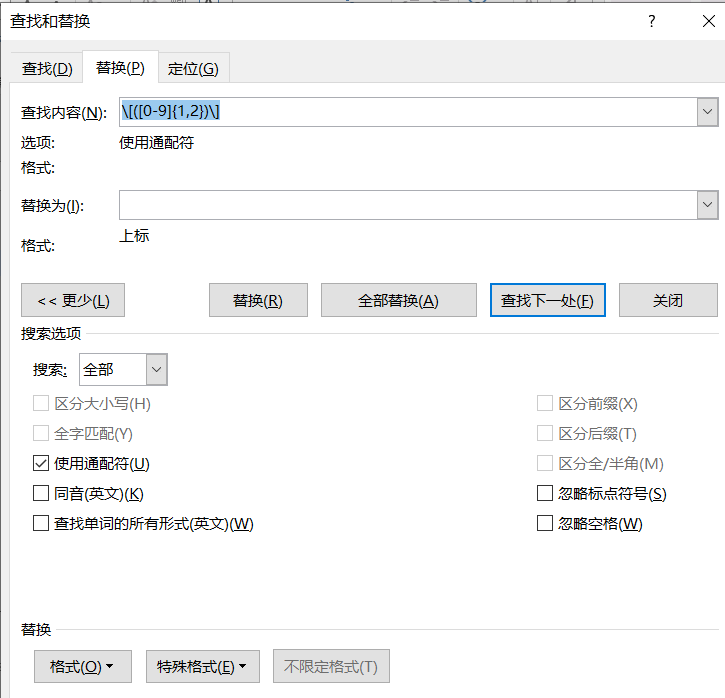 查找和替换 ?
查找(D) 替换(P) 定位(G)
查找内容(N): \[([0-9]{1,2})\]
选项: 使用通配符
格式:
替换为(I):
格式: 上标
<< 更少(L) 替换(R) 全部替换(A) 查找下一处(F) 关闭
搜索选项
搜索: 全部
区分大小写(H) 区分前缀(X)
全字匹配(Y) 区分后缀(T)
使用通配符(U) 区分全/半角(M)
同音(英文)(K) 忽略标点符号(S)
查找单词的所有形式(英文)(W) 忽略空格(W)
替换
格式(O) 特殊格式(E) 不限定格式(T)